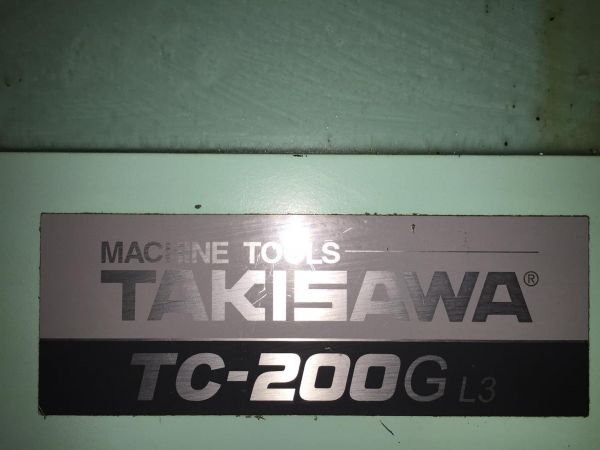 MACHINE TOOLS
TAKISAWA®
TC-200G L3